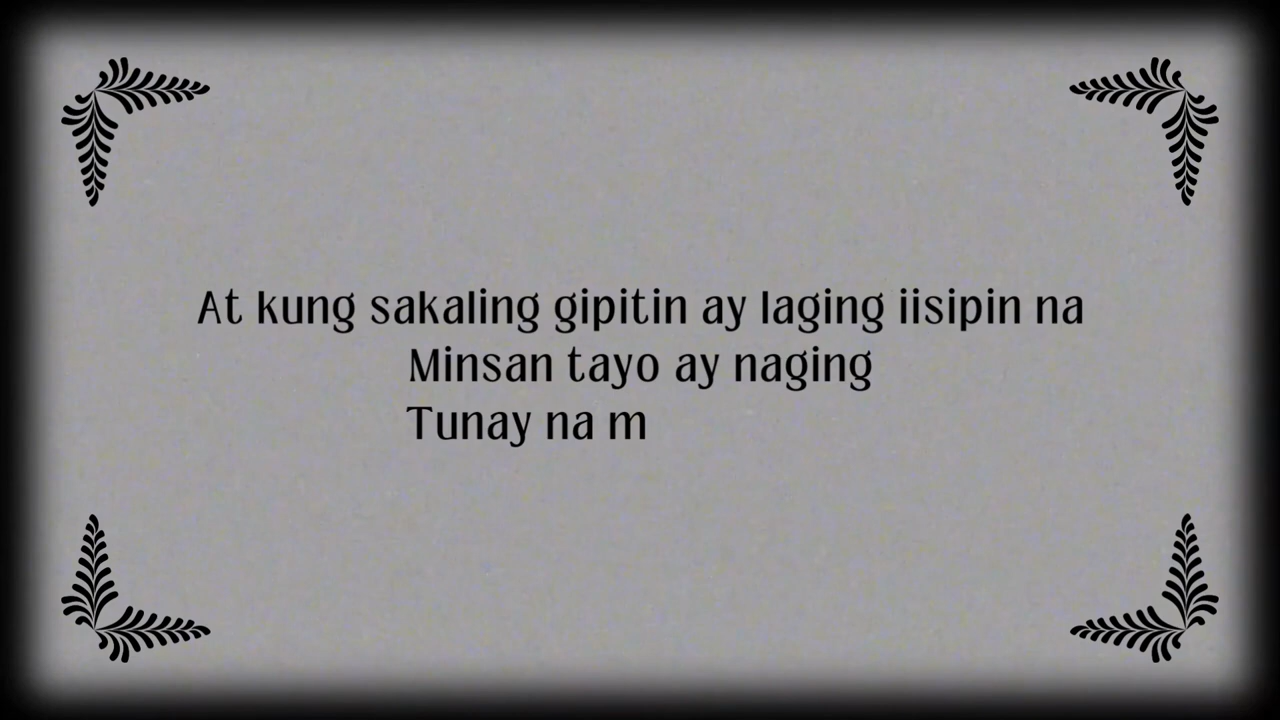 At kung sakaling gipitin ay laging iisipin na
Minsan tayo ay naging
Tunay na m